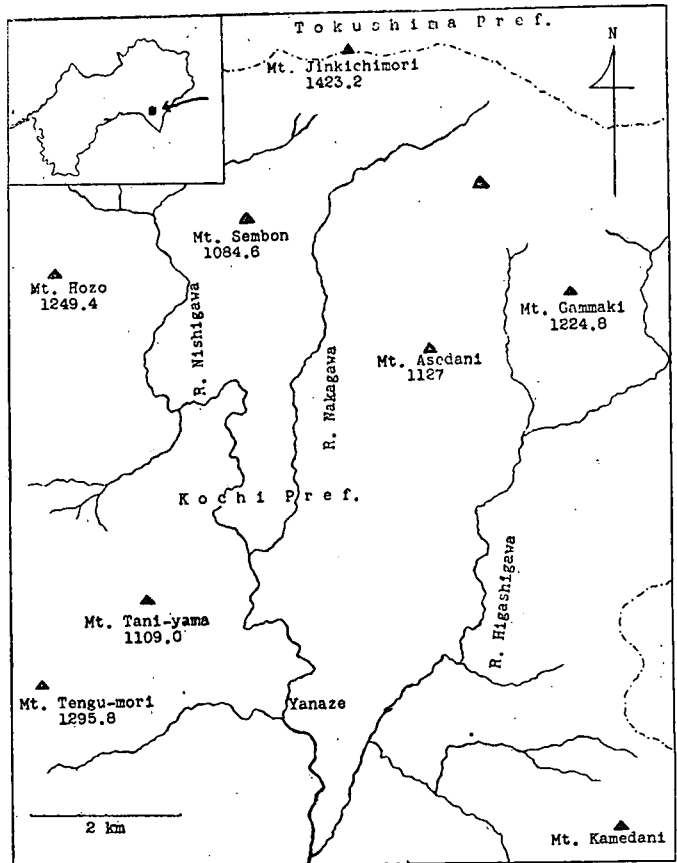 Tokushima Pref.
N
Mt. Jinkichimori
1423.2
Mt. Sembon
1084.6
Mt. Hozo
1249.4
Mt. Gammaki
1224.8
R. Nishigawa
R. Nakagawa
Mt. Asedani
1127
Kochi Pref.
R. Higashigawa
Mt. Tani-yama
1109.0
Mt. Tengu-mori
1295.8
Yanaze
2 km
Mt. Kamedani